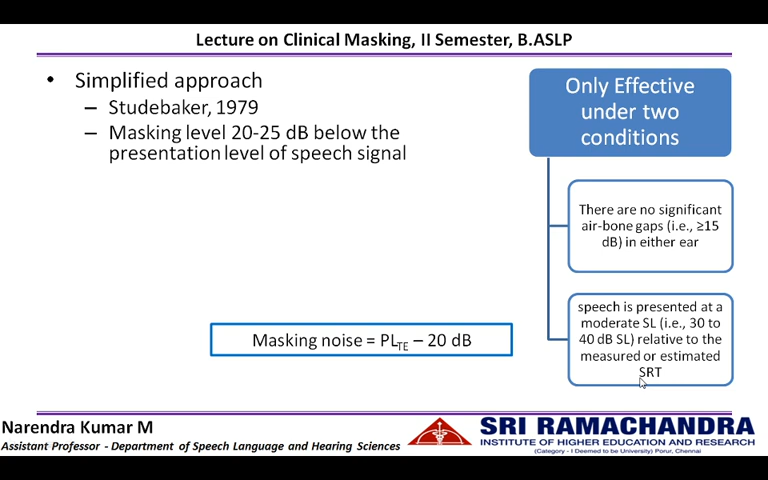 Lecture on Clinical Masking, II Semester, B.ASLP
• Simplified approach
– Studebaker, 1979
– Masking level 20-25 dB below the
presentation level of speech signal
Only Effective
under two
conditions
There are no significant
air-bone gaps (i.e., ≥15
dB) in either ear
speech is presented at a
moderate SL (i.e., 30 to
40 dB SL) relative to the
measured or estimated
SRT
Masking noise = PLTE – 20 dB
Narendra Kumar M
Assistant Professor - Department of Speech Language and Hearing Sciences
SRI RAMACHANDRA
INSTITUTE OF HIGHER EDUCATION AND RESEARCH
(Category - I Deemed to be University) Porur, Chennai